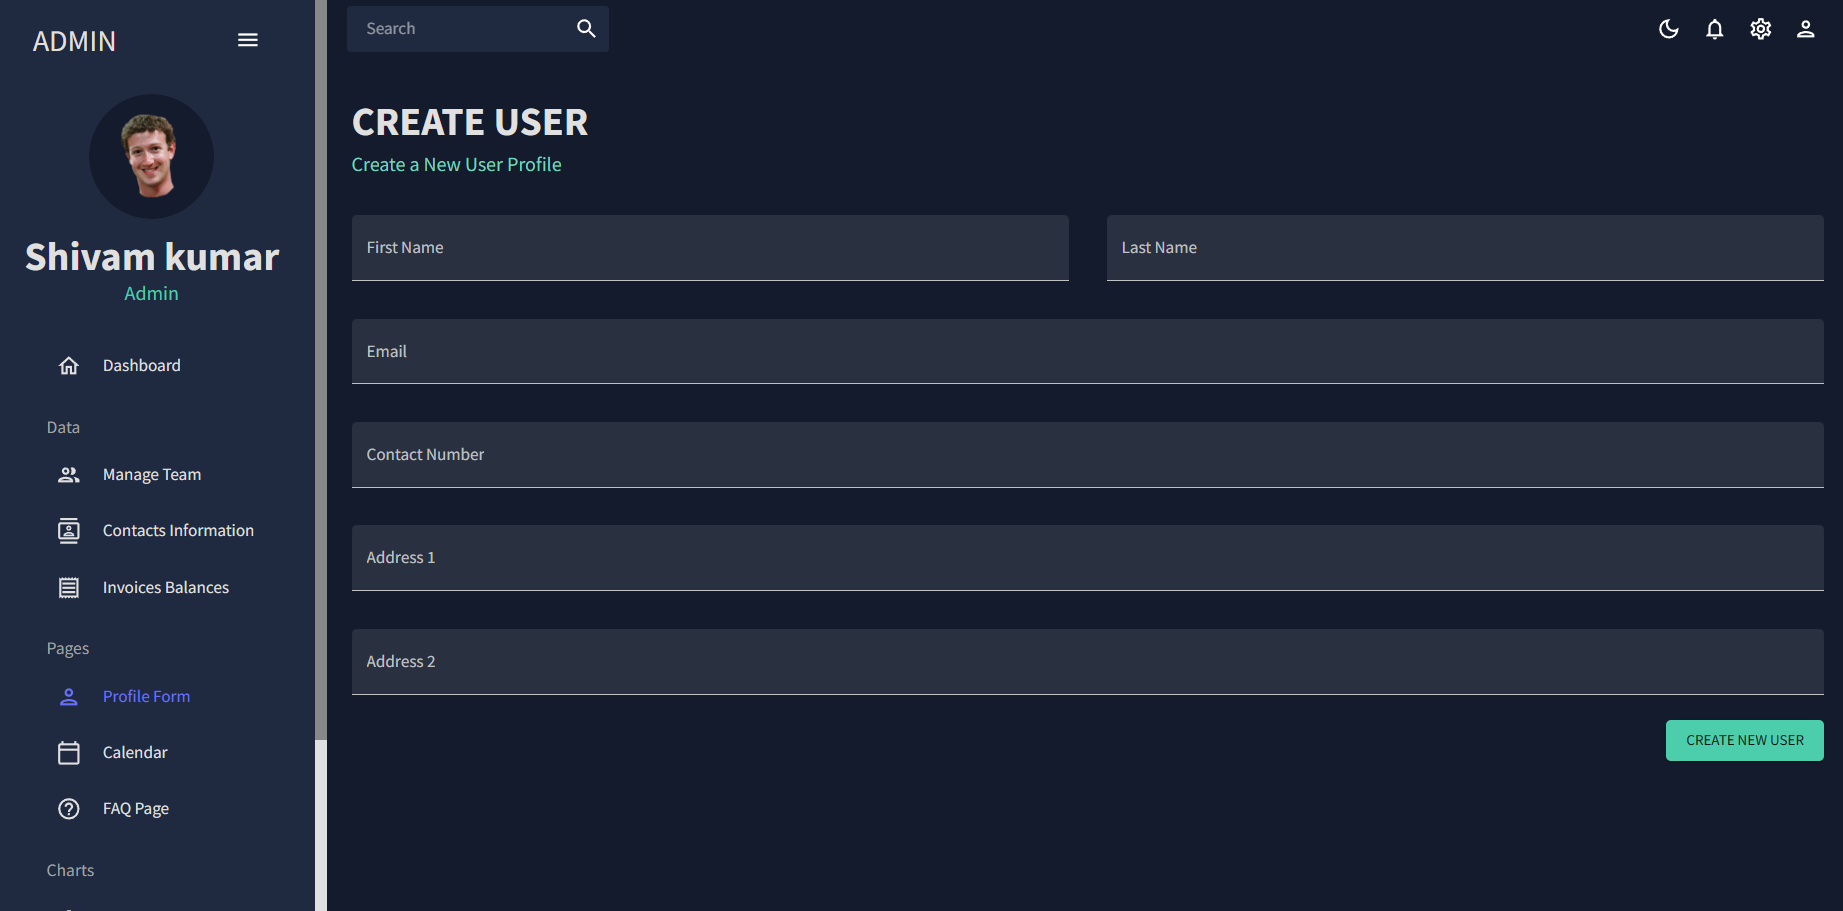 ADMIN
Shivam kumar
Admin
Dashboard
Data
Manage Team
Contacts Information
Invoices Balances
Pages
Profile Form
Calendar
FAQ Page
Charts
Search
CREATE USER
Create a New User Profile
First Name
Last Name
Email
Contact Number
Address 1
Address 2
CREATE NEW USER